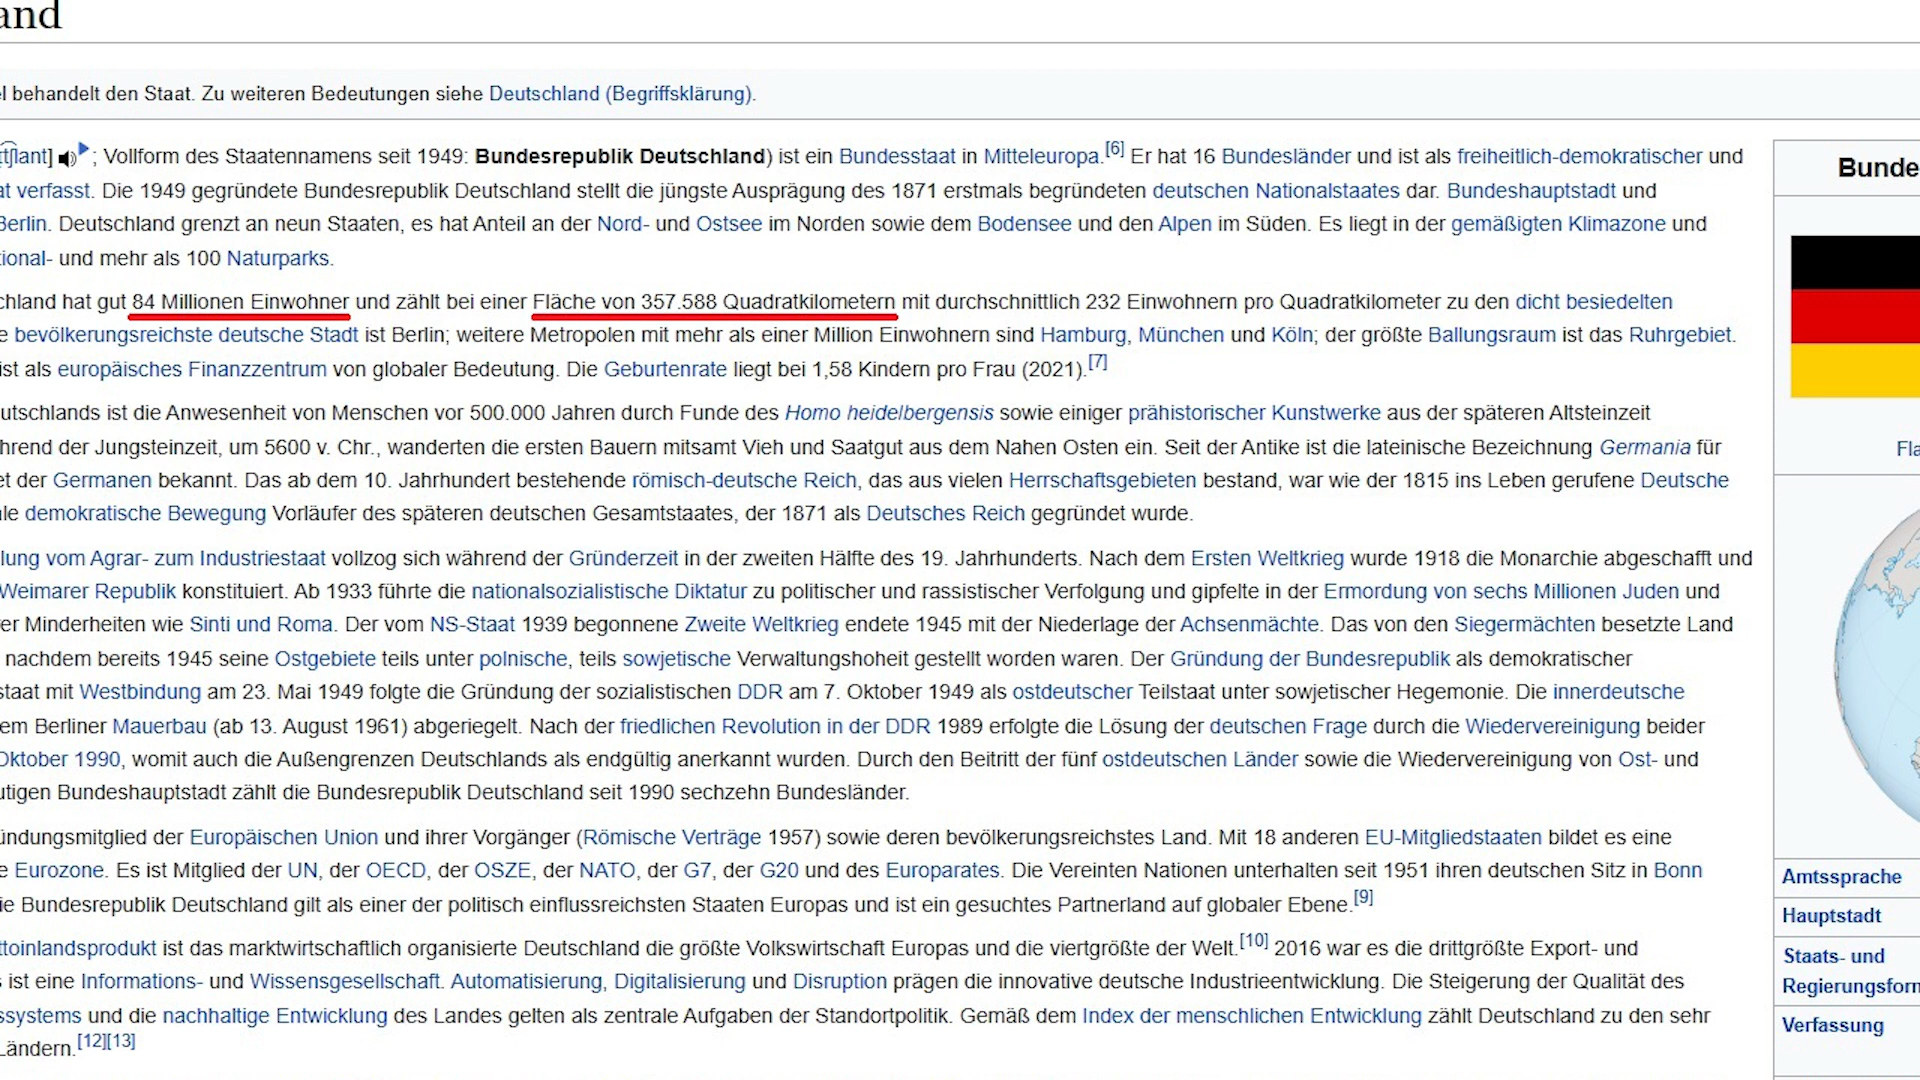 and
behandelt den Staat. Zu weiteren Bedeutungen siehe Deutschland (Begriffsklärung).
; Vollform des Staatennamens seit 1949: Bundesrepublik Deutschland) ist ein Bundesstaat in Mitteleuropa.[6] Er hat 16 Bundesländer und ist als freiheitlich-demokratischer und
at verfasst. Die 1949 gegründete Bundesrepublik Deutschland stellt die jüngste Ausprägung des 1871 erstmals begründeten deutschen Nationalstaates dar. Bundeshauptstadt und
Berlin. Deutschland grenzt an neun Staaten, es hat Anteil an der Nord- und Ostsee im Norden sowie dem Bodensee und den Alpen im Süden. Es liegt in der gemäßigten Klimazone und
ional- und mehr als 100 Naturparks.
chland hat gut 84 Millionen Einwohner und zählt bei einer Fläche von 357.588 Quadratkilometern mit durchschnittlich 232 Einwohnern pro Quadratkilometer zu den dicht besiedelten
e bevölkerungsreichste deutsche Stadt ist Berlin; weitere Metropolen mit mehr als einer Million Einwohnern sind Hamburg, München und Köln; der größte Ballungsraum ist das Ruhrgebiet.
ist als europäisches Finanzzentrum von globaler Bedeutung. Die Geburtenrate liegt bei 1,58 Kindern pro Frau (2021).[7]
utschlands ist die Anwesenheit von Menschen vor 500.000 Jahren durch Funde des Homo heidelbergensis sowie einiger prähistorischer Kunstwerke aus der späteren Altsteinzeit
hrend der Jungsteinzeit, um 5600 v. Chr., wanderten die ersten Bauern mitsamt Vieh und Saatgut aus dem Nahen Osten ein. Seit der Antike ist die lateinische Bezeichnung Germania für
et der Germanen bekannt. Das ab dem 10. Jahrhundert bestehende römisch-deutsche Reich, das aus vielen Herrschaftsgebieten bestand, war wie der 1815 ins Leben gerufene Deutsche
le demokratische Bewegung Vorläufer des späteren deutschen Gesamtstaates, der 1871 als Deutsches Reich gegründet wurde.
lung vom Agrar- zum Industriestaat vollzog sich während der Gründerzeit in der zweiten Hälfte des 19. Jahrhunderts. Nach dem Ersten Weltkrieg wurde 1918 die Monarchie abgeschafft und
Weimarer Republik konstituiert. Ab 1933 führte die nationalsozialistische Diktatur zu politischer und rassistischer Verfolgung und gipfelte in der Ermordung von sechs Millionen Juden und
er Minderheiten wie Sinti und Roma. Der vom NS-Staat 1939 begonnene Zweite Weltkrieg endete 1945 mit der Niederlage der Achsenmächte. Das von den Siegermächten besetzte Land
nachdem bereits 1945 seine Ostgebiete teils unter polnische, teils sowjetische Verwaltungshoheit gestellt worden waren. Der Gründung der Bundesrepublik als demokratischer
staat mit Westbindung am 23. Mai 1949 folgte die Gründung der sozialistischen DDR am 7. Oktober 1949 als ostdeutscher Teilstaat unter sowjetischer Hegemonie. Die innerdeutsche
em Berliner Mauerbau (ab 13. August 1961) abgeriegelt. Nach der friedlichen Revolution in der DDR 1989 erfolgte die Lösung der deutschen Frage durch die Wiedervereinigung beider
Oktober 1990, womit auch die Außengrenzen Deutschlands als endgültig anerkannt wurden. Durch den Beitritt der fünf ostdeutschen Länder sowie die Wiedervereinigung von Ost- und
utigen Bundeshauptstadt zählt die Bundesrepublik Deutschland seit 1990 sechzehn Bundesländer.
ündungsmitglied der Europäischen Union und ihrer Vorgänger (Römische Verträge 1957) sowie deren bevölkerungsreichstes Land. Mit 18 anderen EU-Mitgliedstaaten bildet es eine
e Eurozone. Es ist Mitglied der UN, der OECD, der OSZE, der NATO, der G7, der G20 und des Europarates. Die Vereinten Nationen unterhalten seit 1951 ihren deutschen Sitz in Bonn
ie Bundesrepublik Deutschland gilt als einer der politisch einflussreichsten Staaten Europas und ist ein gesuchtes Partnerland auf globaler Ebene.[9]
ttoinlandsprodukt ist das marktwirtschaftlich organisierte Deutschland die größte Volkswirtschaft Europas und die viertgrößte der Welt.[10] 2016 war es die drittgrößte Export- und
ist eine Informations- und Wissensgesellschaft. Automatisierung, Digitalisierung und Disruption prägen die innovative deutsche Industrieentwicklung. Die Steigerung der Qualität des
ssystems und die nachhaltige Entwicklung des Landes gelten als zentrale Aufgaben der Standortpolitik. Gemäß dem Index der menschlichen Entwicklung zählt Deutschland zu den sehr
Ländern.[12][13]
Bunde
Fla
Amtssprache
Hauptstadt
Staats- und
Regierungsform
Verfassung